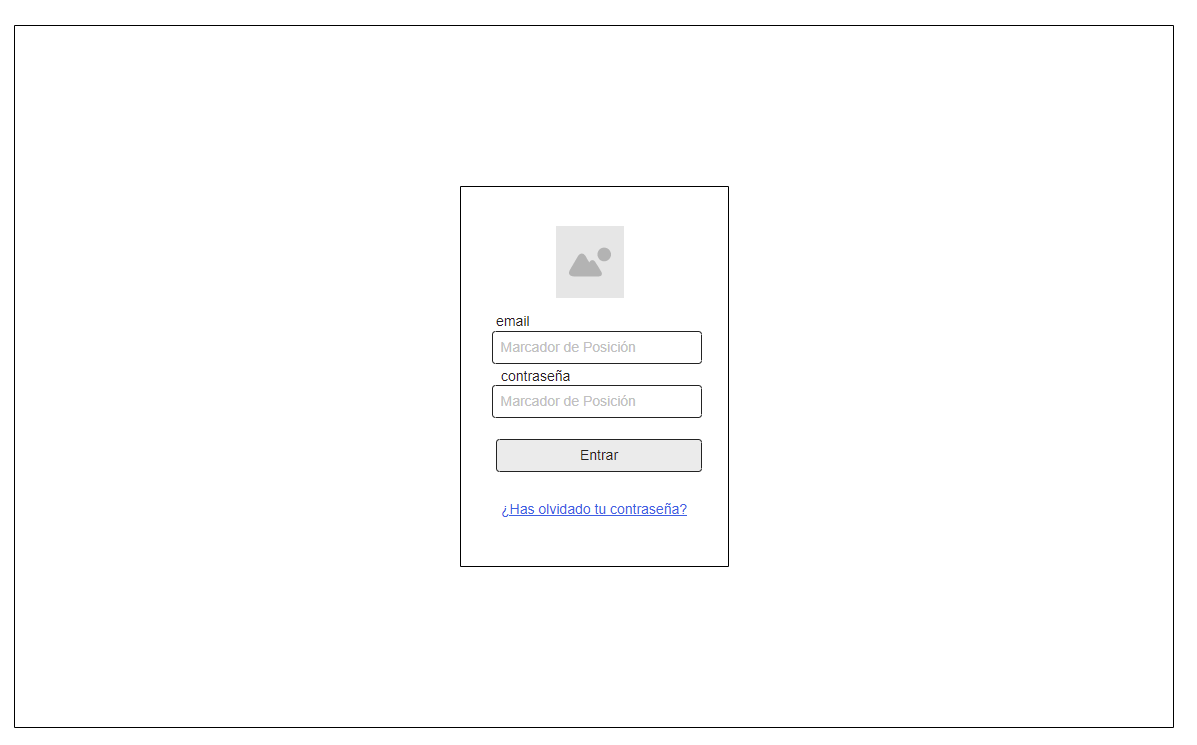 email
Marcador de Posición
contraseña
Marcador de Posición
Entrar
¿Has olvidado tu contraseña?